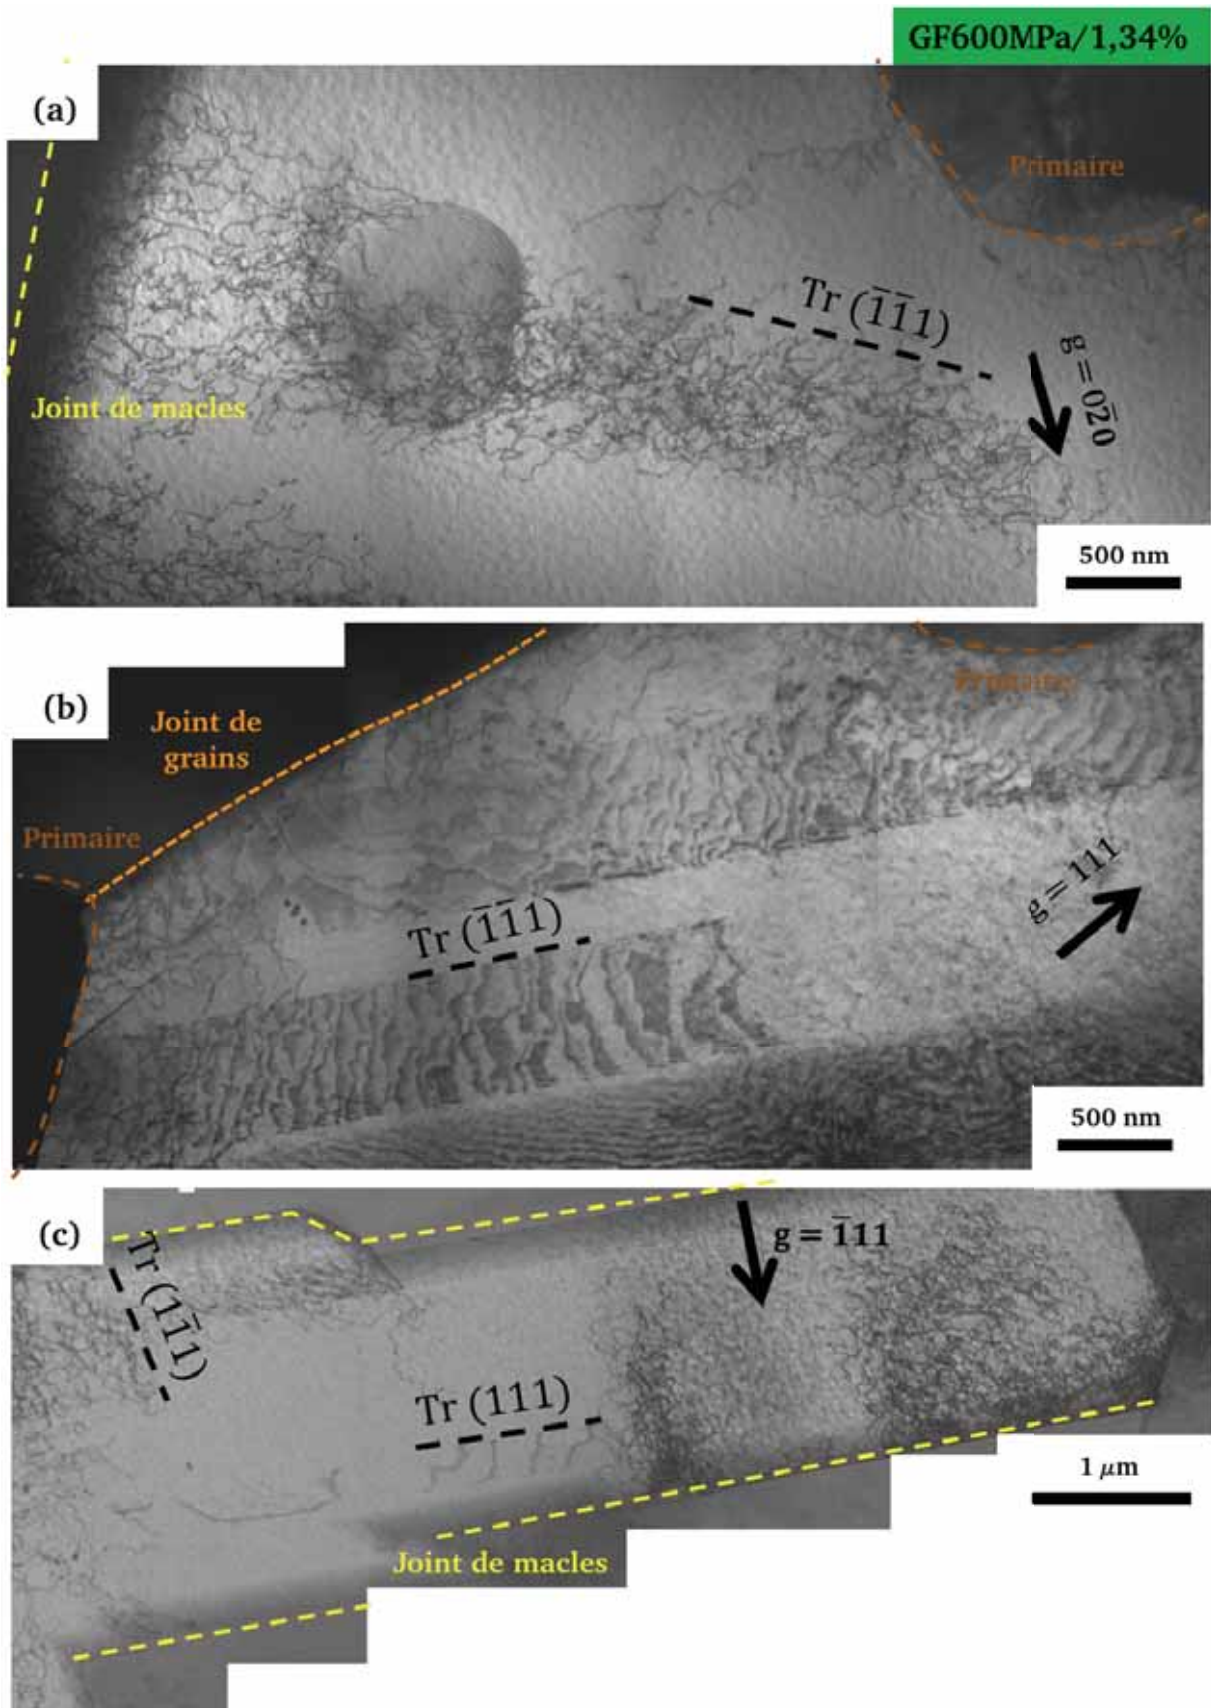 GF600MPa/1,34%
(a)
Primaire
Tr (1̅1̅1)
g = 02̅0
Joint de macles
500 nm
(b)
Joint de
grains
Primaire
Primaire
g = 111
Tr (1̅1̅1)
500 nm
(c)
g = 1̅11
Tr (11̅1)
Tr (111)
1 μm
Joint de macles